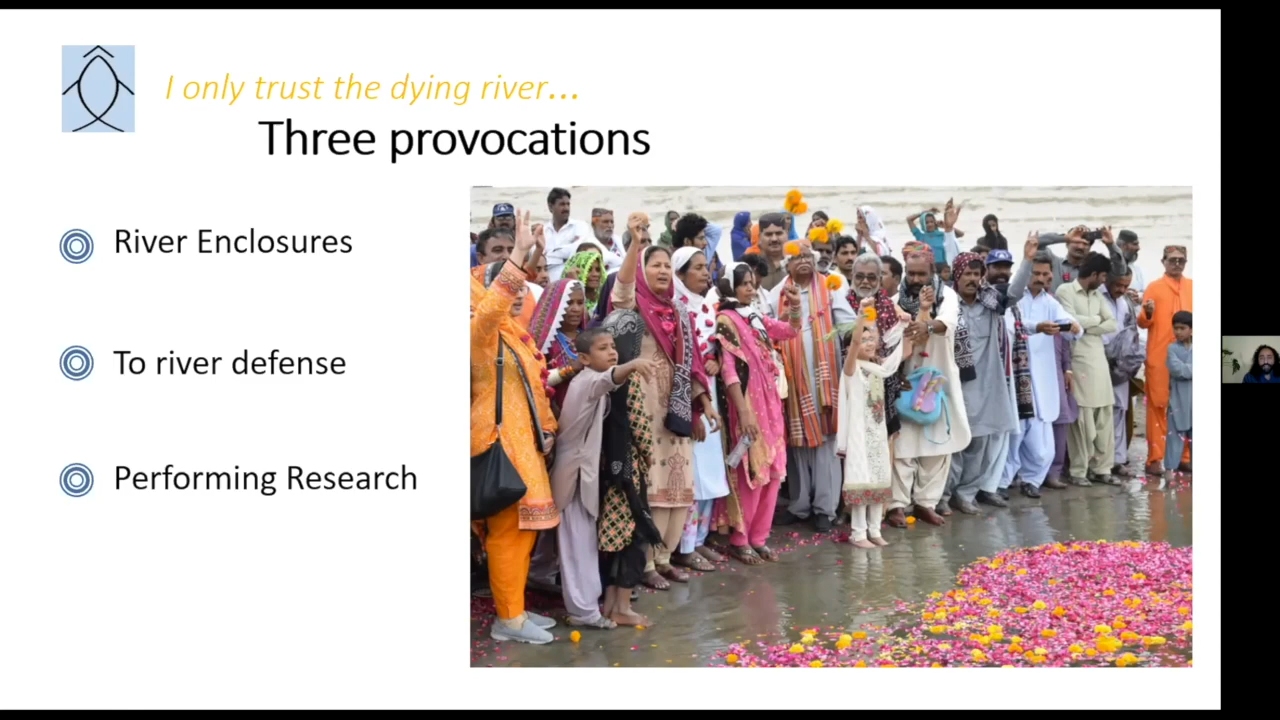 I only trust the dying river...
Three provocations
River Enclosures
To river defense
Performing Research